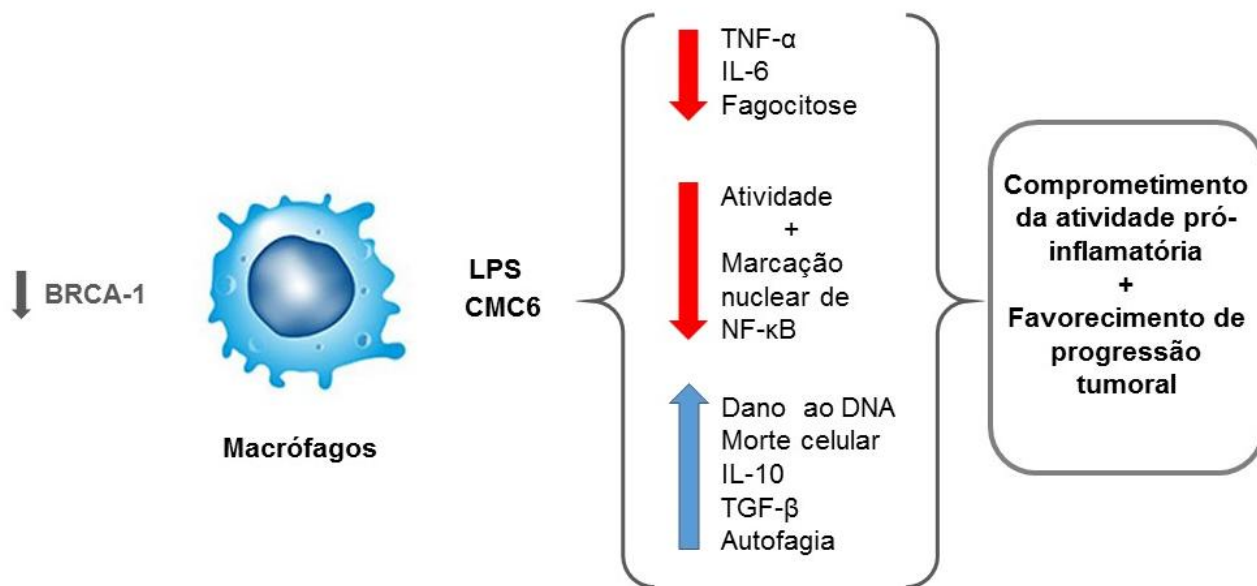 BRCA-1
Macrófagos
LPS
CMC6
TNF-α
IL-6
Fagocitose
Atividade
+
Marcação
nuclear de
NF-κB
Dano ao DNA
Morte celular
IL-10
TGF-β
Autofagia
Comprometimento
da atividade pró-
inflamatória
+
Favorecimento de
progressão
tumoral